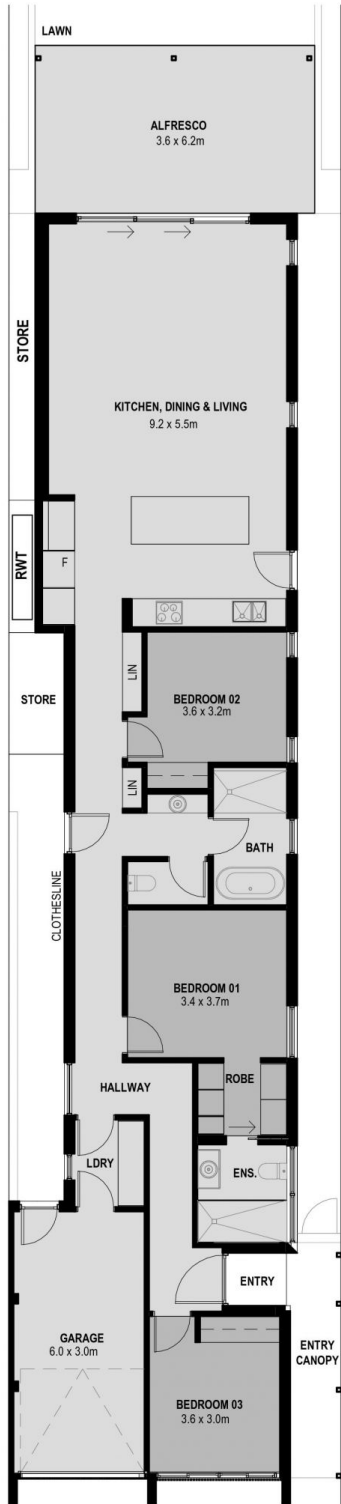 LAWN
ALFRESCO
3.6 x 6.2m
STORE
KITCHEN, DINING & LIVING
9.2 x 5.5m
RWT
F
STORE
LIN
BEDROOM 02
3.6 x 3.2m
LIN
BATH
CLOTHESLINE
BEDROOM 01
3.4 x 3.7m
HALLWAY
ROBE
LDRY
ENS.
ENTRY
GARAGE
6.0 x 3.0m
ENTRY
CANOPY
BEDROOM 03
3.6 x 3.0m